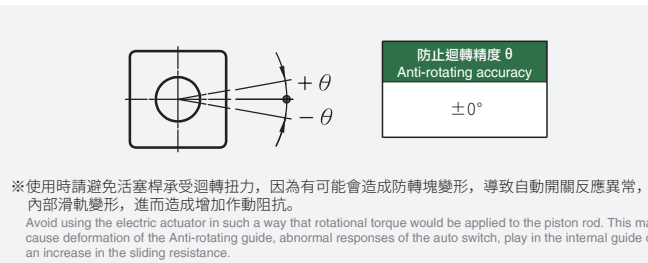 防止迴轉精度 θ
Anti-rotating accuracy
+ θ
±0°
− θ
※使用時請避免活塞桿承受迴轉扭力，因為有可能會造成防轉塊變形，導致自動開關反應異常，
內部滑軌變形，進而造成增加作動阻抗。
Avoid using the electric actuator in such a way that rotational torque would be applied to the piston rod. This
cause deformation of the Anti-rotating guide, abnormal responses of the auto switch, play in the internal guide
an increase in the sliding resistance.